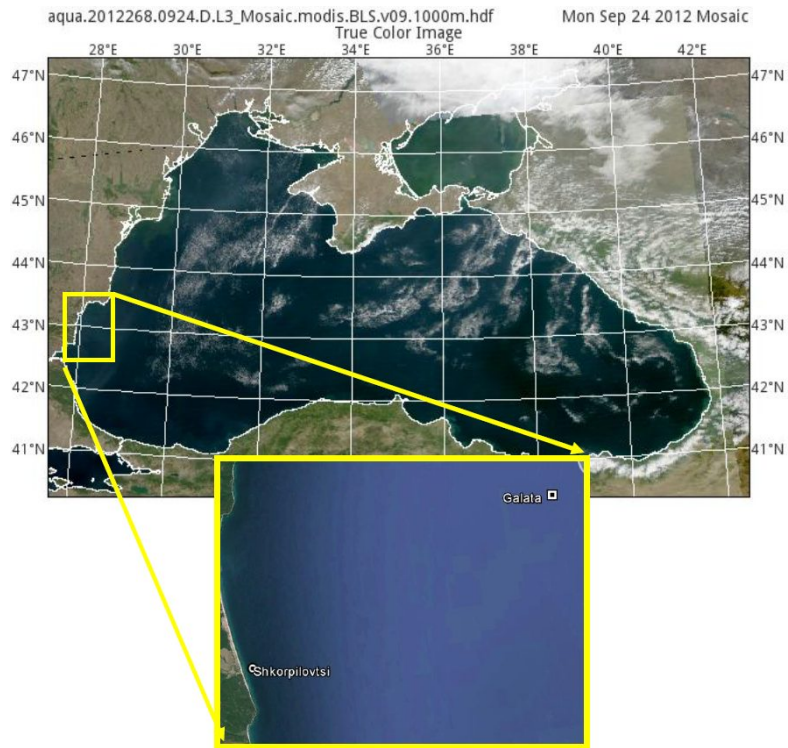 aqua.2012268.0924.D.L3_Mosaic.modis.BLS.v09.1000m.hdf Mon Sep 24 2012 Mosaic
True Color Image
28°E 30°E 32°E 34°E 36°E 38°E 40°E 42°E
47°N 47°N
46°N 46°N
45°N 45°N
44°N 44°N
43°N 43°N
42°N 42°N
41°N 41°N
Galata
Shkorpilovtsi